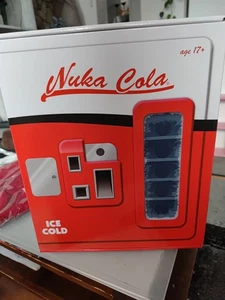 age 17+
Nuka Cola
ICE
COLD